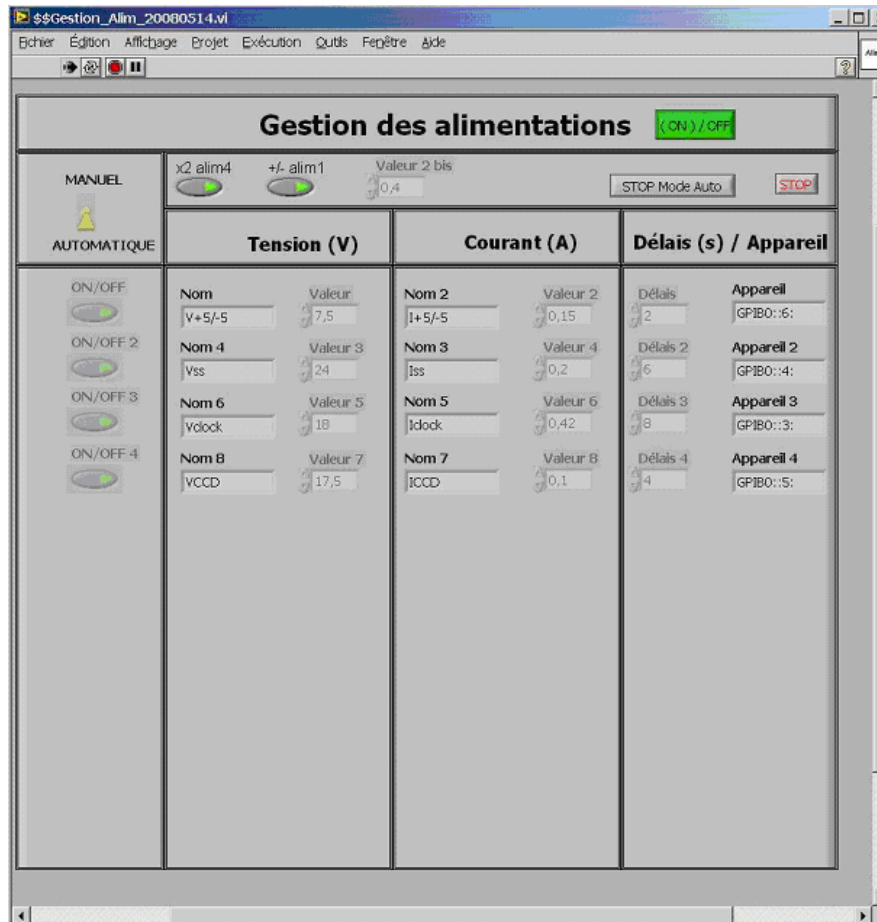 $$Gestion_Alim_20080514.vi
Fichier Édition Affichage Projet Exécution Outils Fenêtre Aide
Gestion des alimentations (ON)/OFF
MANUEL
AUTOMATIQUE
x2 alim4 +/- alim1 Valeur 2 bis
0,4
STOP Mode Auto STOP
Tension (V) Courant (A) Délais (s) / Appareil
ON/OFF Nom Valeur Nom 2 Valeur 2 Délais Appareil
V+5/-5 7,5 I+5/-5 0,15 2 GPIB0::6:
ON/OFF 2 Nom 4 Valeur 3 Nom 3 Valeur 4 Délais 2 Appareil 2
Vss 24 Iss 0,2 6 GPIB0::4:
ON/OFF 3 Nom 6 Valeur 5 Nom 5 Valeur 6 Délais 3 Appareil 3
Vclock 18 Iclock 0,42 8 GPIB0::3:
ON/OFF 4 Nom 8 Valeur 7 Nom 7 Valeur 8 Délais 4 Appareil 4
VCCD 17,5 ICCD 0,1 4 GPIB0::5: